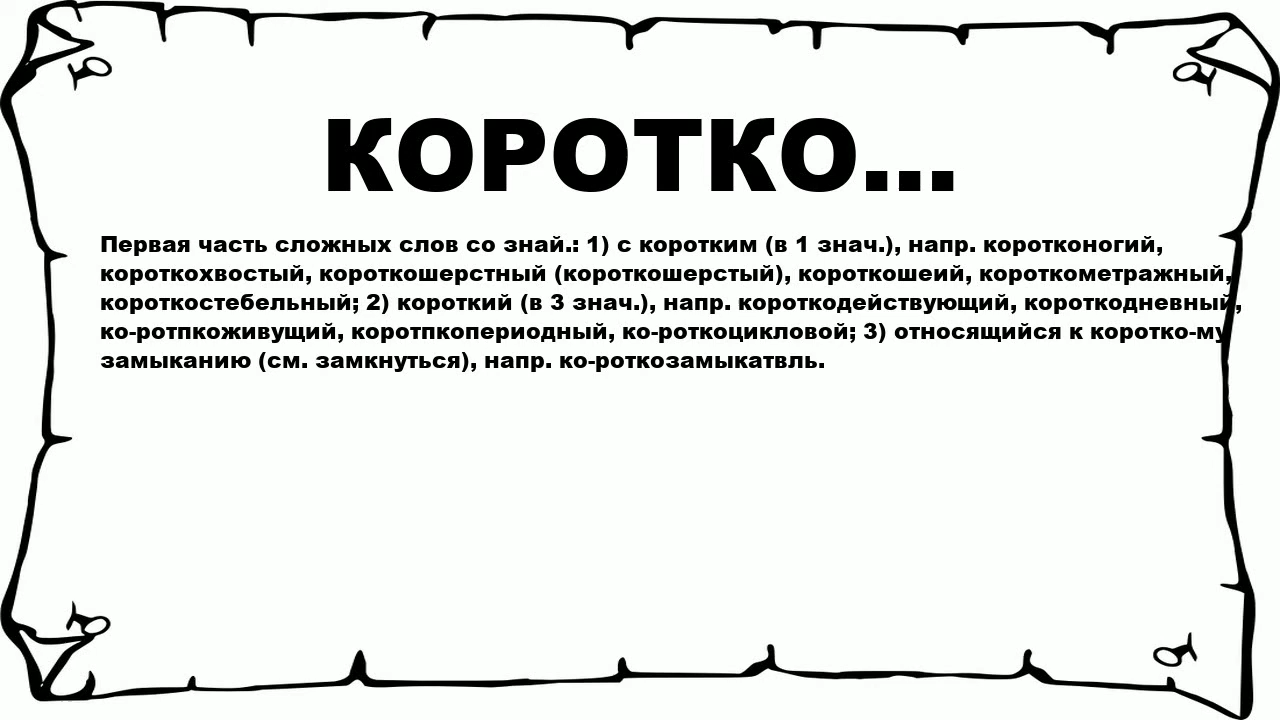 КОРОТКО...
Первая часть сложных слов со знай.: 1) с коротким (в 1 знач.), напр. коротконогий,
короткохвостый, короткошерстный (короткошерстый), короткошеий, короткометражный,
короткостебельный; 2) короткий (в 3 знач.), напр. короткодействующий, короткодневный,
ко-ротпкоживущий, коротпкопериодный, ко-роткоцикловой; 3) относящийся к коротко-му
замыканию (см. замкнуться), напр. ко-роткозамыкатвль.